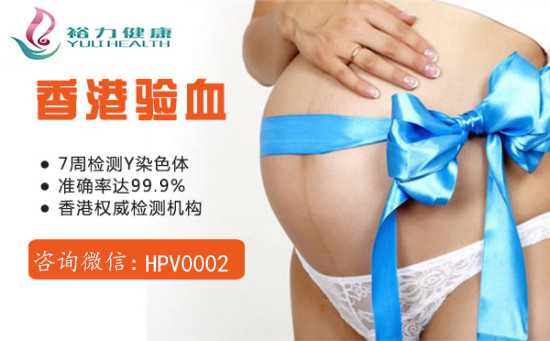 裕力健康
YULI HEALTH
香港验血
● 7周检测Y染色体
● 准确率达99.9%
● 香港权威检测机构
咨询微信：HPV0002